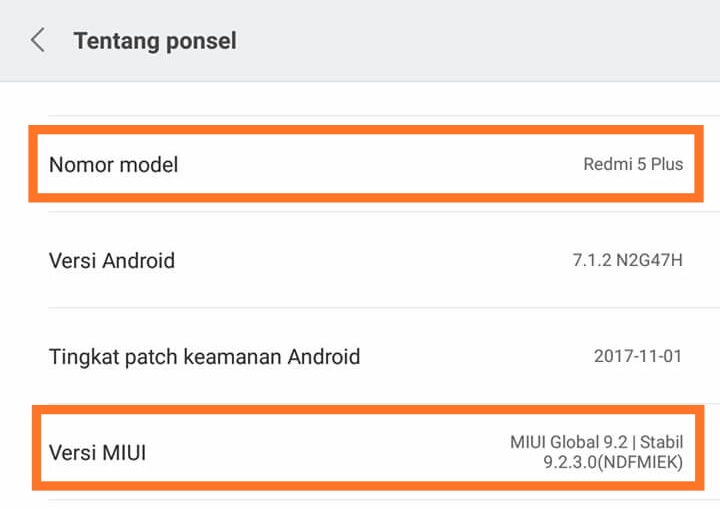 Tentang ponsel
Nomor model Redmi 5 Plus
Versi Android 7.1.2 N2G47H
Tingkat patch keamanan Android 2017-11-01
Versi MIUI MIUI Global 9.2 | Stabil
9.2.3.0(NDFMIEK)